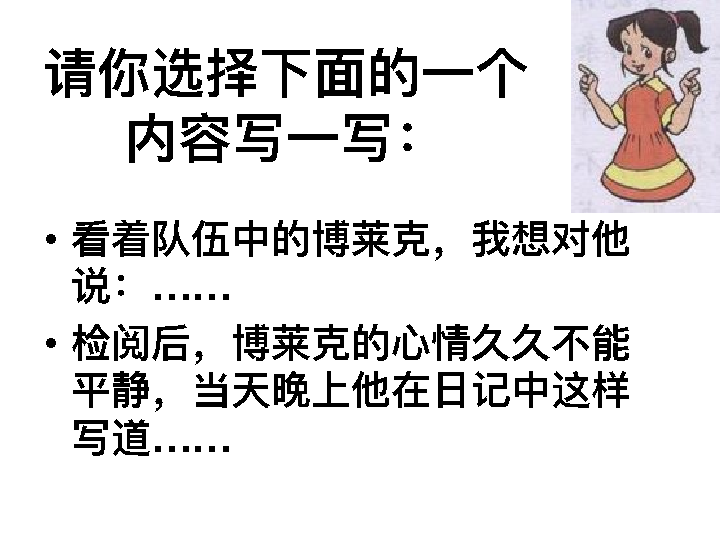 请你选择下面的一个
内容写一写：
• 看着队伍中的博莱克，我想对他
说：……
• 检阅后，博莱克的心情久久不能
平静，当天晚上他在日记中这样
写道……